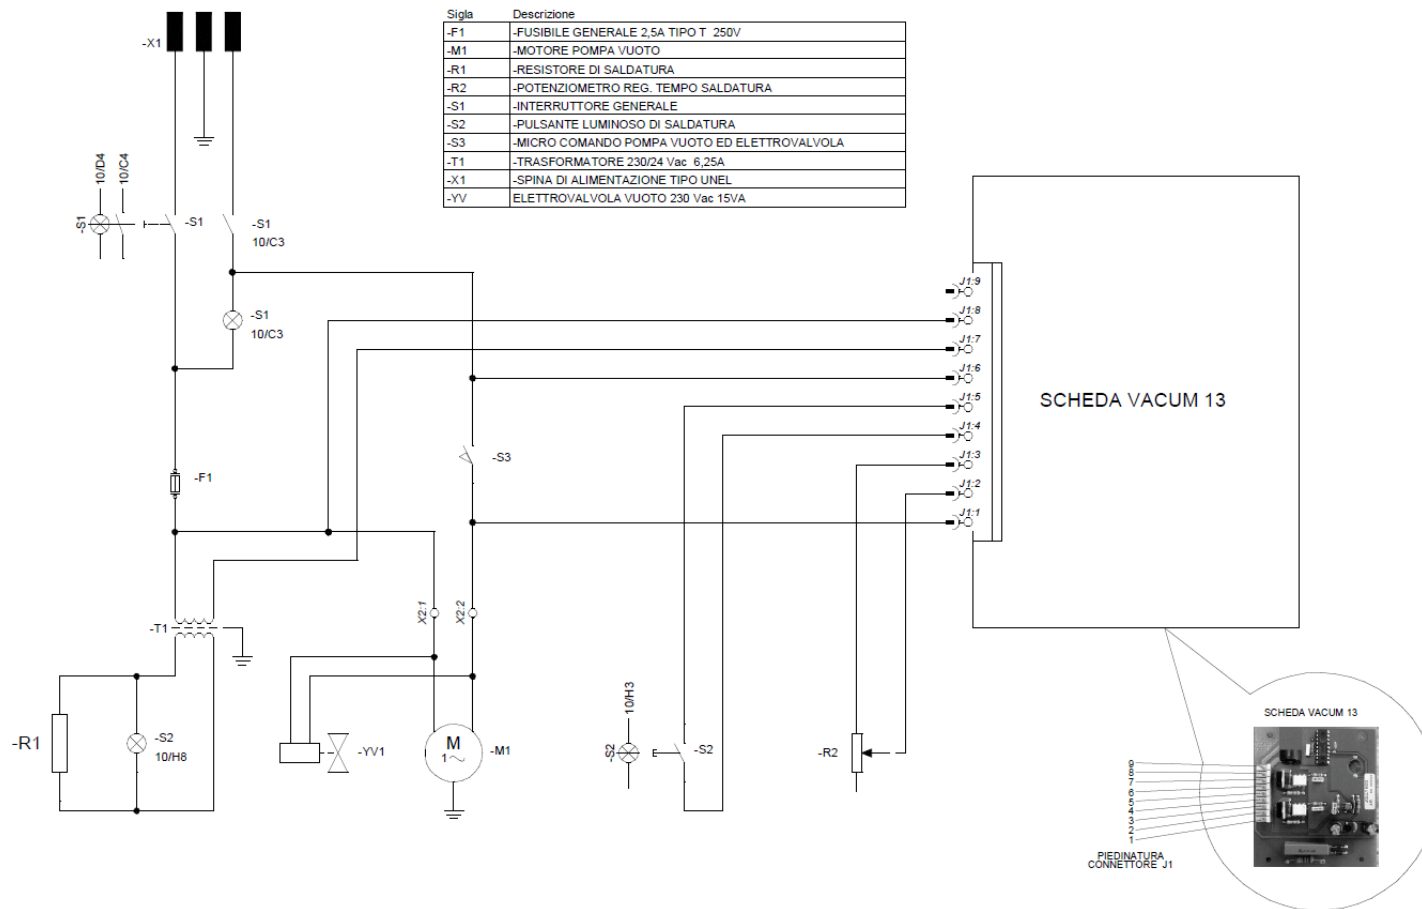 Sigla Descrizione
-F1 -FUSIBILE GENERALE 2,5A TIPO T 250V
-M1 -MOTORE POMPA VUOTO
-R1 -RESISTORE DI SALDATURA
-R2 -POTENZIOMETRO REG. TEMPO SALDATURA
-S1 -INTERRUTTORE GENERALE
-S2 -PULSANTE LUMINOSO DI SALDATURA
-S3 -MICRO COMANDO POMPA VUOTO ED ELETTROVALVOLA
-T1 -TRASFORMATORE 230/24 Vac 6,25A
-X1 -SPINA DI ALIMENTAZIONE TIPO UNEL
-YV ELETTROVALVOLA VUOTO 230 Vac 15VA
-X1
10/D4
10/C4
-S1
-S1
-S1
10/C3
-S1
10/C3
J1:9
J1:8
J1:7
J1:6
J1:5
J1:4
J1:3
J1:2
J1:1
SCHEDA VACUM 13
-S3
-F1
X2:1
X2:2
-T1
-R1
-S2
10/H8
-YV1
M
1~
-M1
10/H3
-S2
-S2
-R2
SCHEDA VACUM 13
9
8
7
6
5
4
3
2
1
PIEDINATURA
CONNETTORE J1